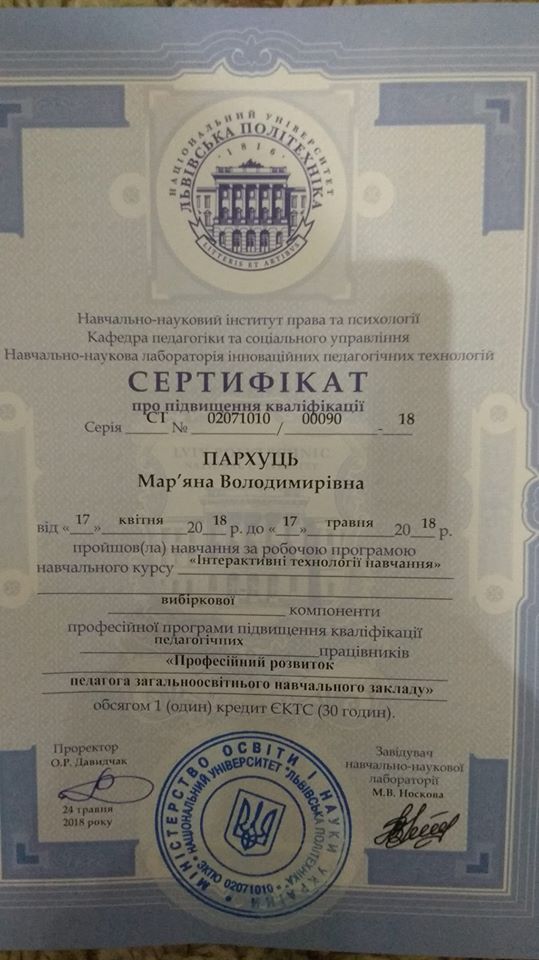 НАЦІОНАЛЬНИЙ УНІВЕРСИТЕТ
ЛЬВІВСЬКА ПОЛІТЕХНІКА
· 1816 ·
LITTERIS ET ARTIBUS
Навчально-науковий інститут права та психології
Кафедра педагогіки та соціального управління
Навчально-наукова лабораторія інноваційних педагогічних технологій
СЕРТИФІКАТ
про підвищення кваліфікації
Серія СТ № 02071010 / 00090 - 18
ПАРХУЦЬ
Мар’яна Володимирівна
від « 17 » квітня 20 18 р. до « 17 » травня 20 18 р.
пройшов(ла) навчання за робочою програмою
навчального курсу «Інтерактивні технології навчання»
вибіркової компоненти
професійної програми підвищення кваліфікації
педагогічних працівників
«Професійний розвиток
педагога загальноосвітнього навчального закладу»
обсягом 1 (один) кредит ЄКТС (30 годин).
Проректор
О.Р. Давидчак
24 травня
2018 року
Завідувач
навчально-наукової
лабораторії
М.В. Носкова
МІНІСТЕРСТВО ОСВІТИ І НАУКИ УКРАЇНИ
НАЦІОНАЛЬНИЙ УНІВЕРСИТЕТ "ЛЬВІВСЬКА ПОЛІТЕХНІКА"
ЗКПО 02071010